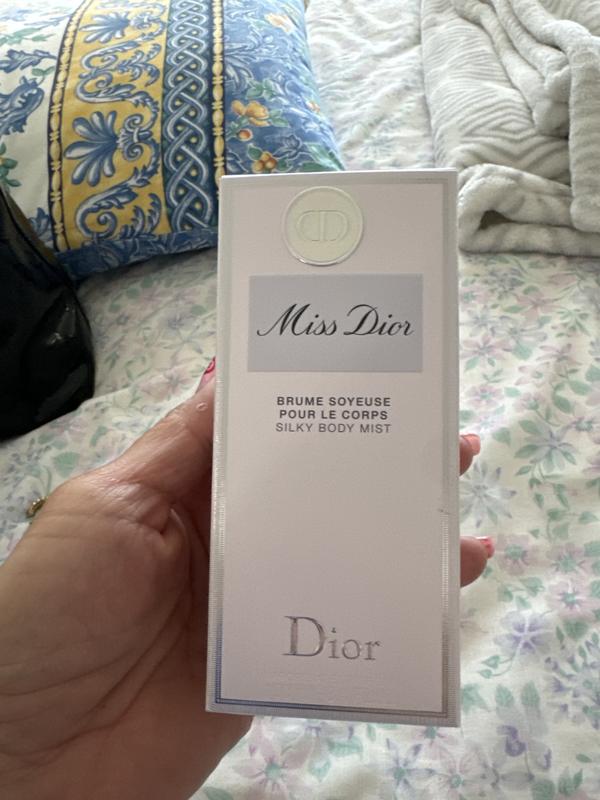 CD
Miss Dior
BRUME SOYEUSE
POUR LE CORPS
SILKY BODY MIST
Dior